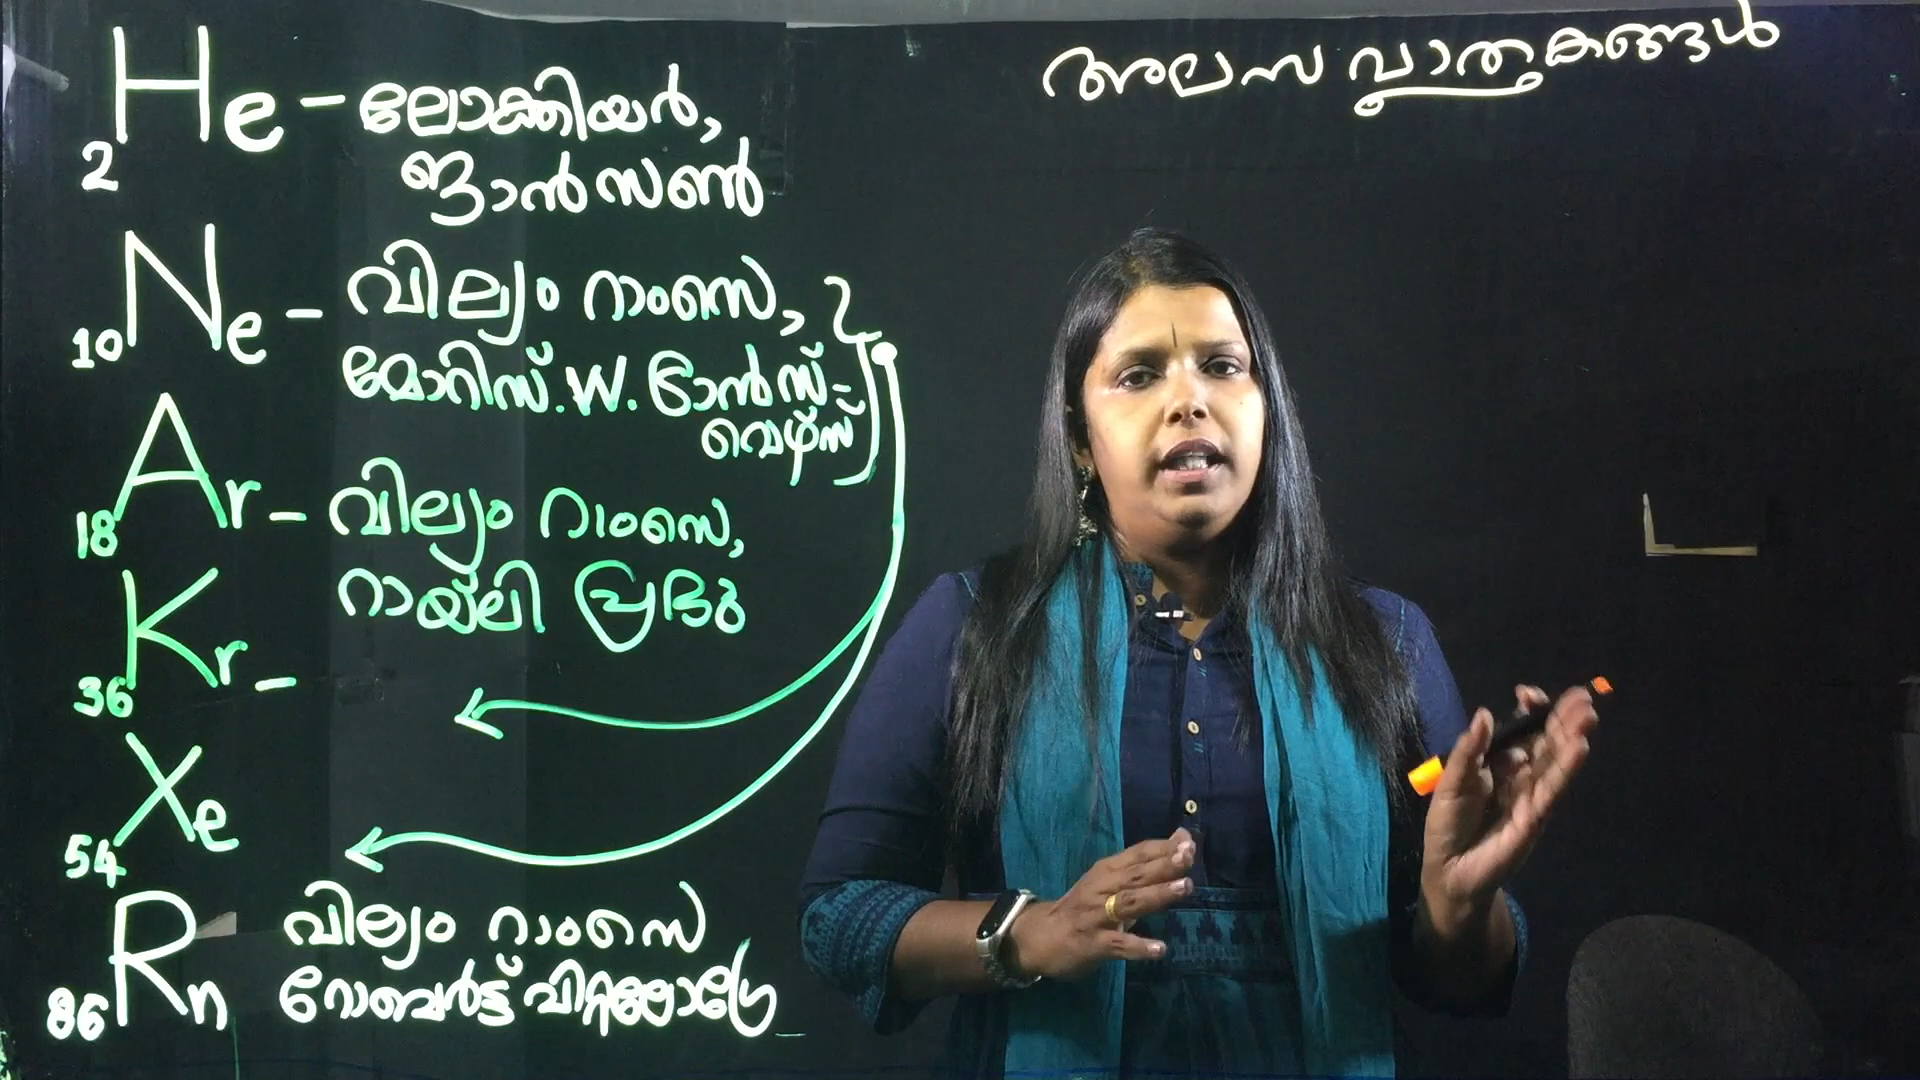 അലസ വാതകങ്ങൾ
2He - ലോക്കിയർ,
ജാൻസൺ
10Ne - വില്യം റാംസെ,
മോറിസ്.W. ട്രാൻസ്-
വെഴ്സ്
18Ar - വില്യം റാംസെ,
റായ്ലി പ്രഭു
36Kr -
54Xe
86Rn വില്യം റാംസെ
റോബർട്ട്